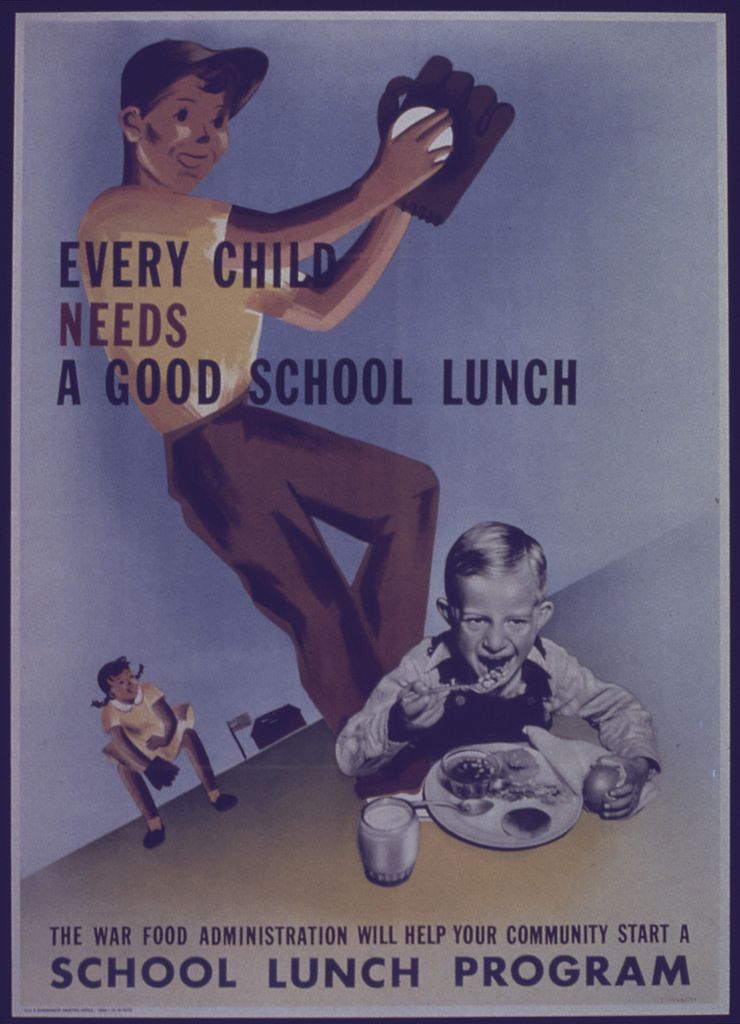 EVERY CHILD
NEEDS
A GOOD SCHOOL LUNCH
THE WAR FOOD ADMINISTRATION WILL HELP YOUR COMMUNITY START A
SCHOOL LUNCH PROGRAM